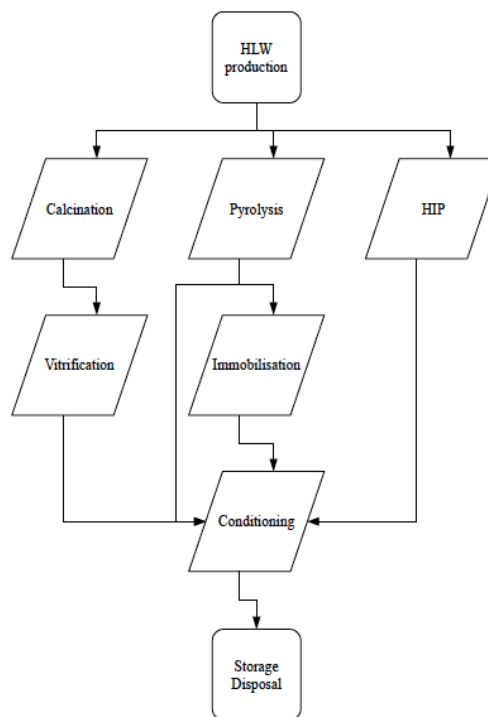 HLW
production
Calcination
Pyrolysis
HIP
Vitrification
Immobilisation
Conditioning
Storage
Disposal